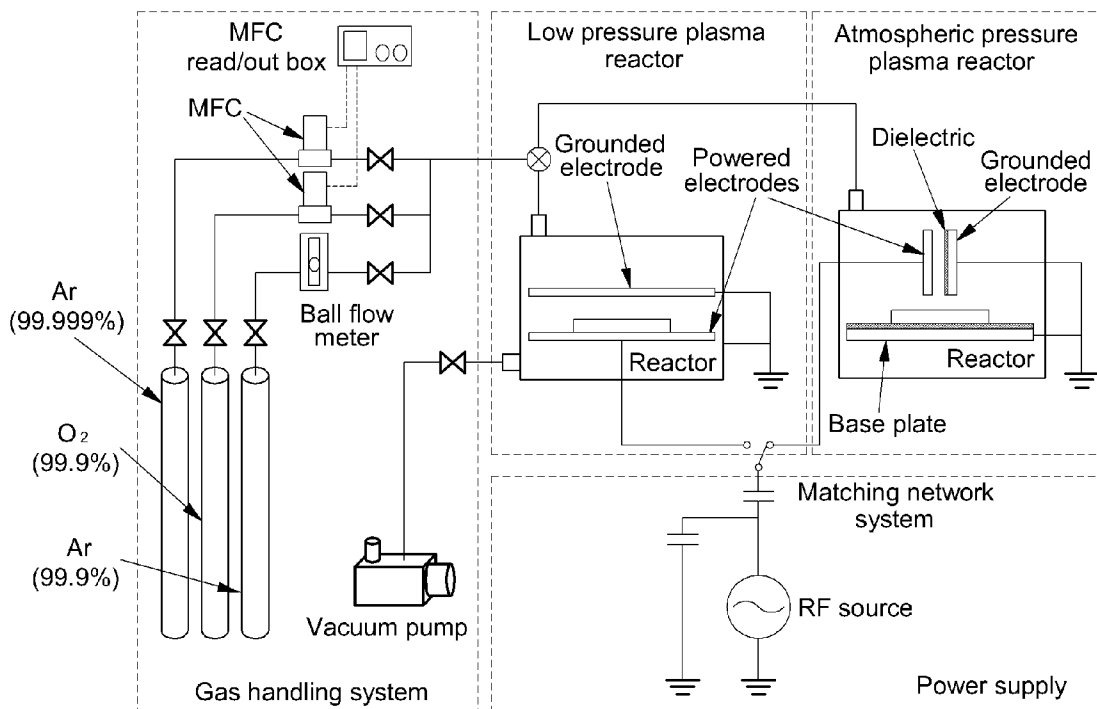 MFC
read/out box
MFC
Ball flow
meter
Ar
(99.999%)
O₂
(99.9%)
Ar
(99.9%)
Vacuum pump
Gas handling system
Low pressure plasma
reactor
Grounded
electrode
Powered
electrodes
Reactor
Atmospheric pressure
plasma reactor
Dielectric
Grounded
electrode
Reactor
Base plate
Matching network
system
RF source
Power supply